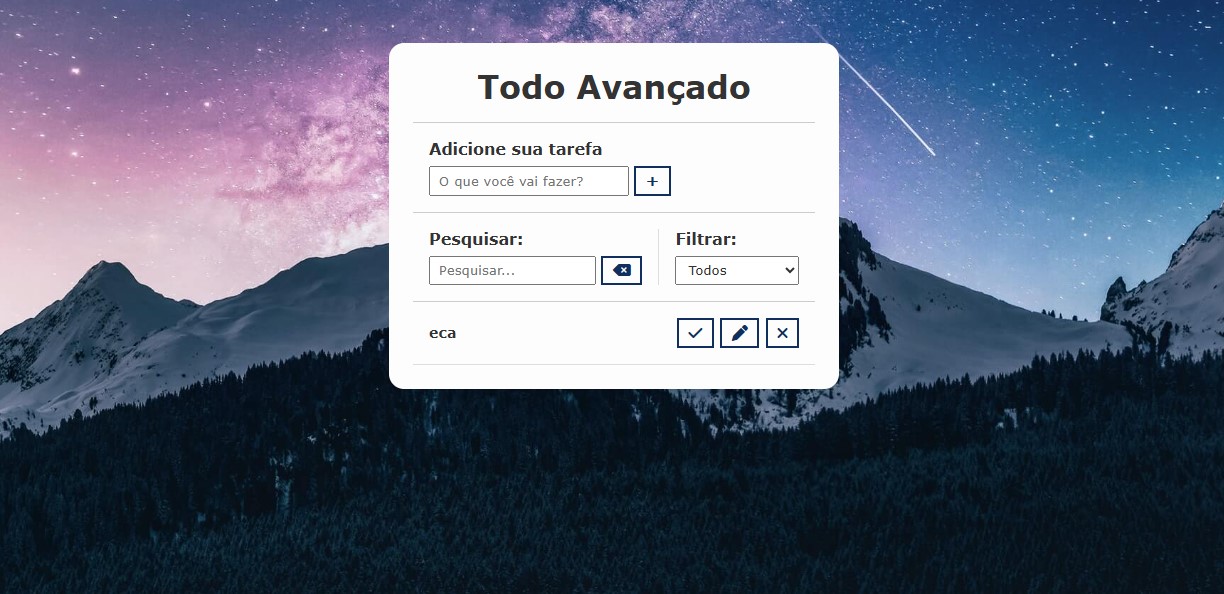 Todo Avançado
Adicione sua tarefa
O que você vai fazer?
Pesquisar: Filtrar:
Pesquisar... Todos
eca